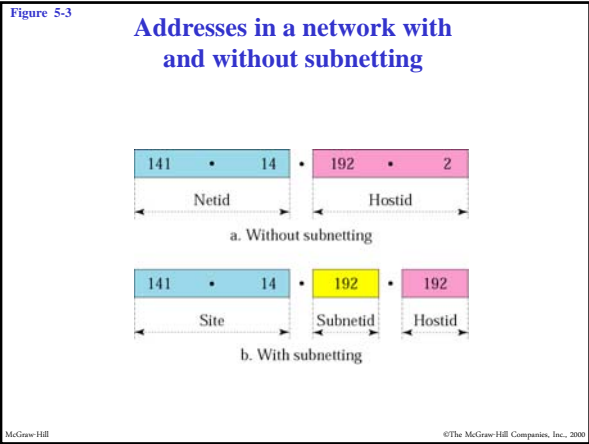 Figure 5-3
Addresses in a network with
and without subnetting
141 • 14 • 192 • 2
Netid Hostid
a. Without subnetting
141 • 14 • 192 • 192
Site Subnetid Hostid
b. With subnetting
McGraw-Hill ©The McGraw-Hill Companies, Inc., 2000